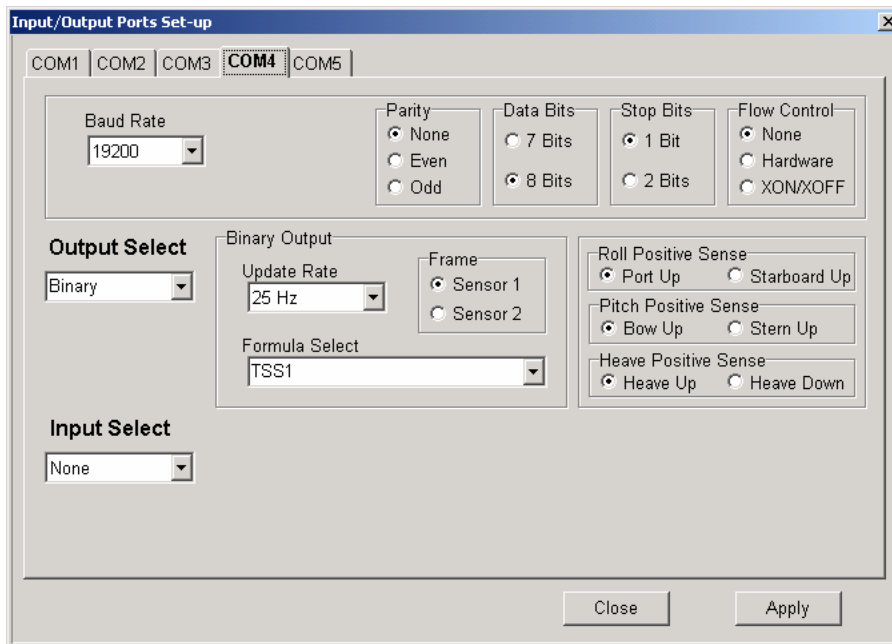 Input/Output Ports Set-up
COM1 COM2 COM3 COM4 COM5
Baud Rate
19200
Parity
None
Even
Odd
Data Bits
7 Bits
8 Bits
Stop Bits
1 Bit
2 Bits
Flow Control
None
Hardware
XON/XOFF
Output Select
Binary
Binary Output
Update Rate
25 Hz
Frame
Sensor 1
Sensor 2
Formula Select
TSS1
Roll Positive Sense
Port Up Starboard Up
Pitch Positive Sense
Bow Up Stern Up
Heave Positive Sense
Heave Up Heave Down
Input Select
None
Close Apply